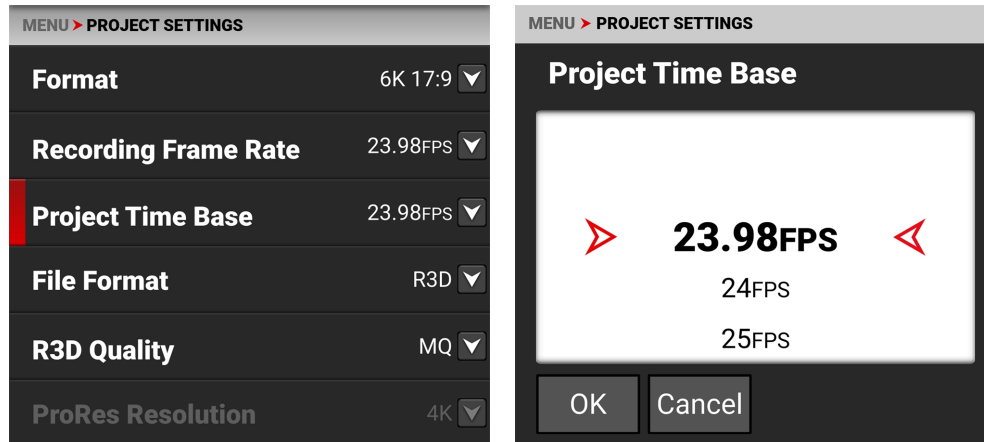 MENU PROJECT SETTINGS
Format 6K 17:9
Recording Frame Rate 23.98FPS
Project Time Base 23.98FPS
File Format R3D
R3D Quality MQ
ProRes Resolution 4K
MENU PROJECT SETTINGS
Project Time Base
23.98FPS
24FPS
25FPS
OK Cancel